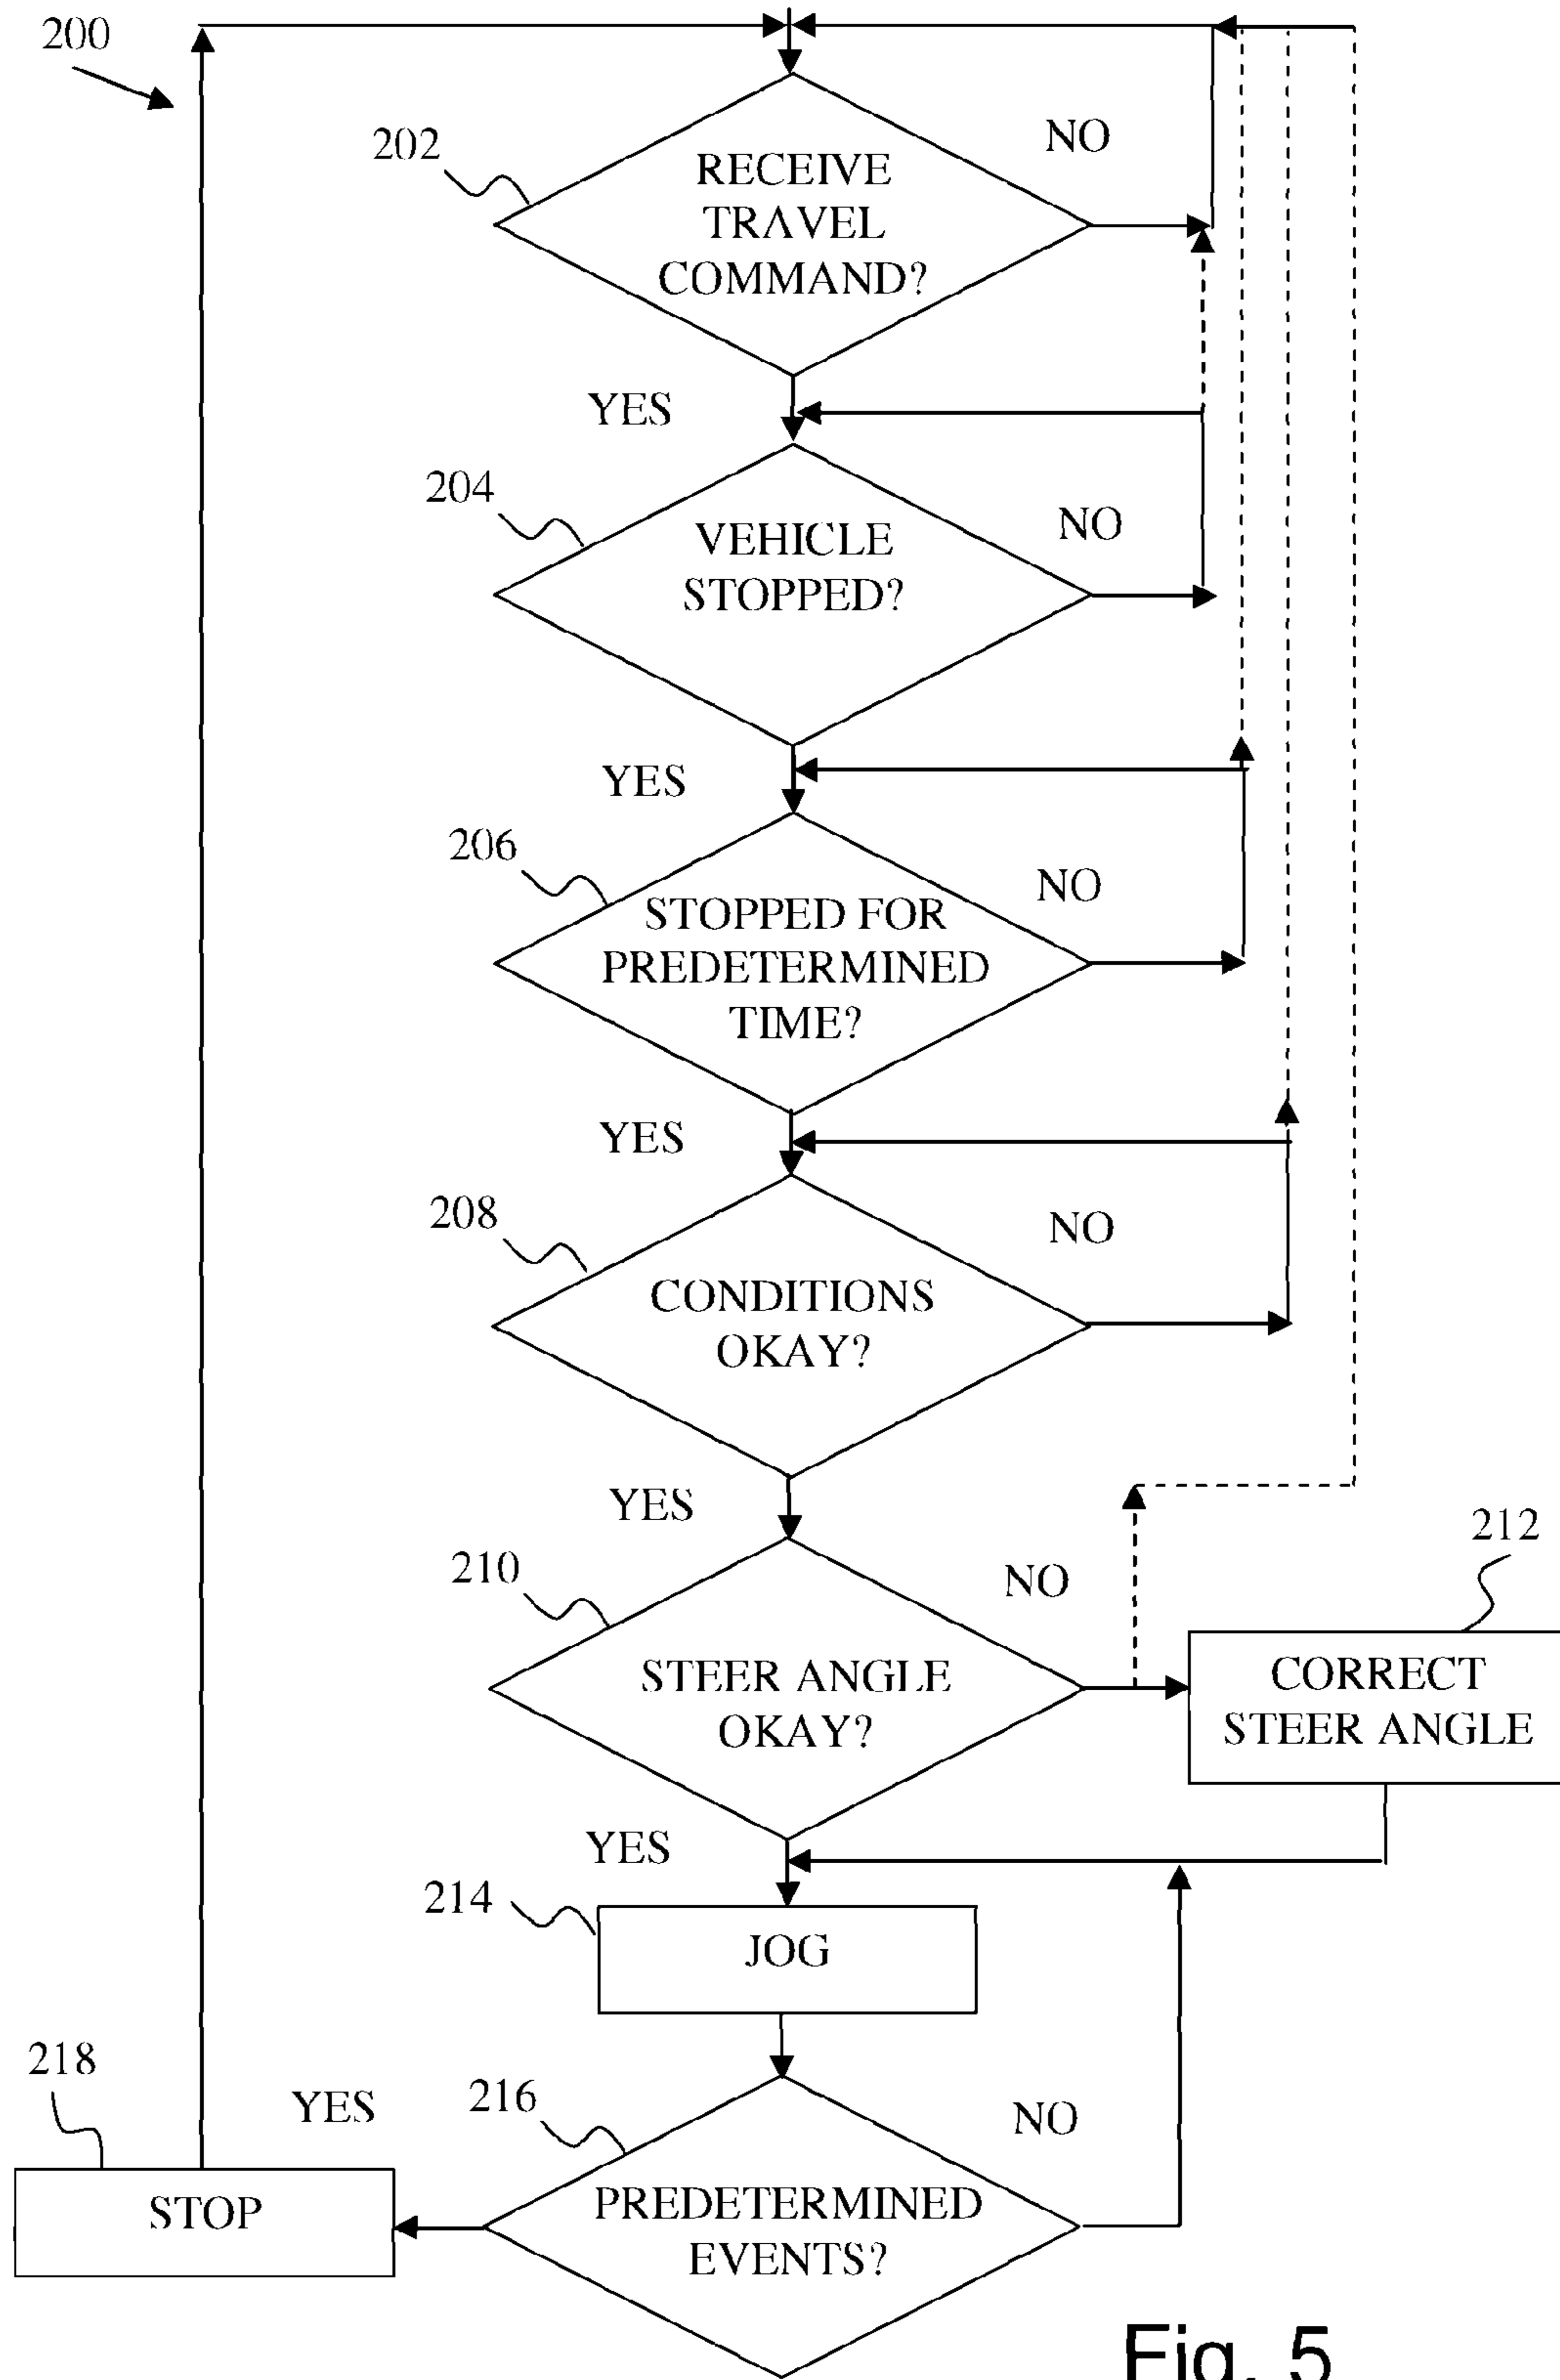 200
202
RECEIVE
TRAVEL
COMMAND?
NO
YES
204
VEHICLE
STOPPED?
NO
YES
206
STOPPED FOR
PREDETERMINED
TIME?
NO
YES
208
CONDITIONS
OKAY?
NO
YES
210
STEER ANGLE
OKAY?
NO
212
CORRECT
STEER ANGLE
YES
214
JOG
218
STOP
YES
216
PREDETERMINED
EVENTS?
NO
Fig. 5